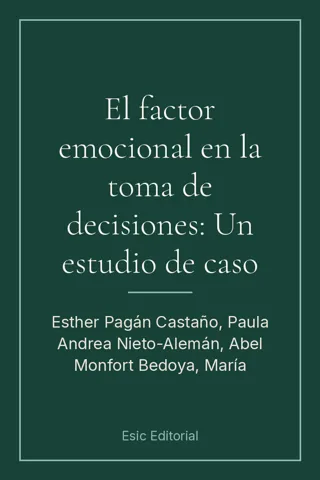 El factor
emocional en la
toma de
decisiones: Un
estudio de caso
Esther Pagán Castaño, Paula
Andrea Nieto-Alemán, Abel
Monfort Bedoya, María
Esic Editorial